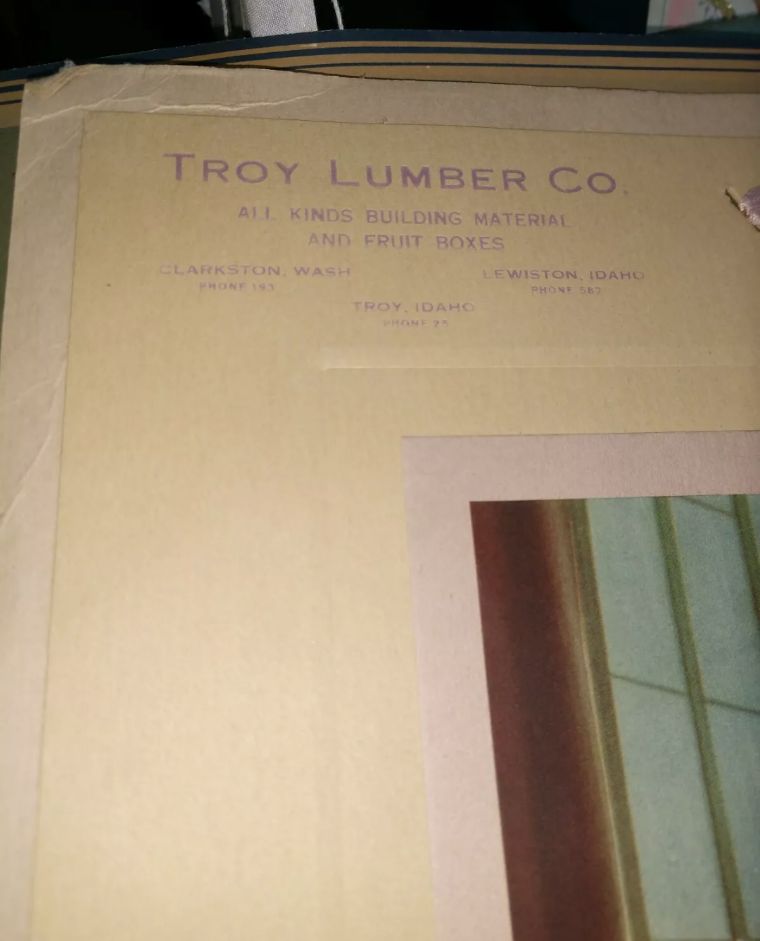 TROY LUMBER CO.
ALL KINDS BUILDING MATERIAL
AND FRUIT BOXES
CLARKSTON, WASH LEWISTON, IDAHO
PHONE 193 PHONE 582
TROY, IDAHO
PHONE